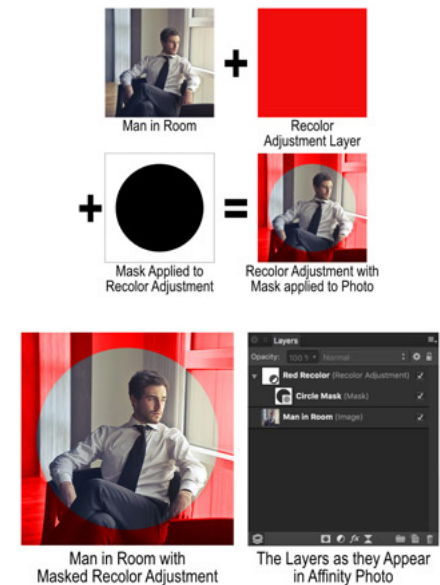 +
Man in Room
Recolor
Adjustment Layer
+
=
Mask Applied to
Recolor Adjustment
Recolor Adjustment with
Mask applied to Photo
Layers
Opacity: 100 % Normal
Red Recolor (Recolor Adjustment)
Circle Mask (Mask)
Man in Room (Image)
fx
Man in Room with
Masked Recolor Adjustment
The Layers as they Appear
in Affinity Photo